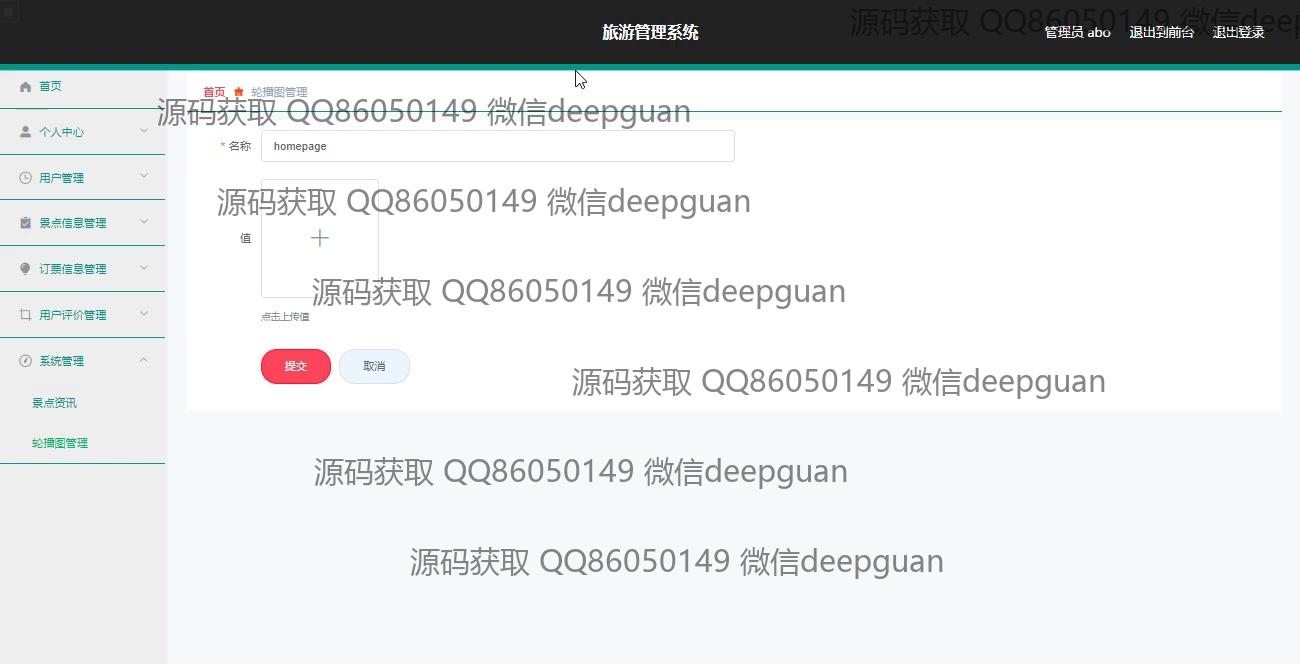 旅游管理系统
源码获取 QQ86050149 微信deep
管理员 abo 退出到前台 退出登录
首页
个人中心
用户管理
景点信息管理
订票信息管理
用户评价管理
系统管理
景点资讯
轮播图管理
首页 轮播图管理
源码获取 QQ86050149 微信deepguan
* 名称 homepage
源码获取 QQ86050149 微信deepguan
值
源码获取 QQ86050149 微信deepguan
点击上传值
提交 取消
源码获取 QQ86050149 微信deepguan
源码获取 QQ86050149 微信deepguan
源码获取 QQ86050149 微信deepguan